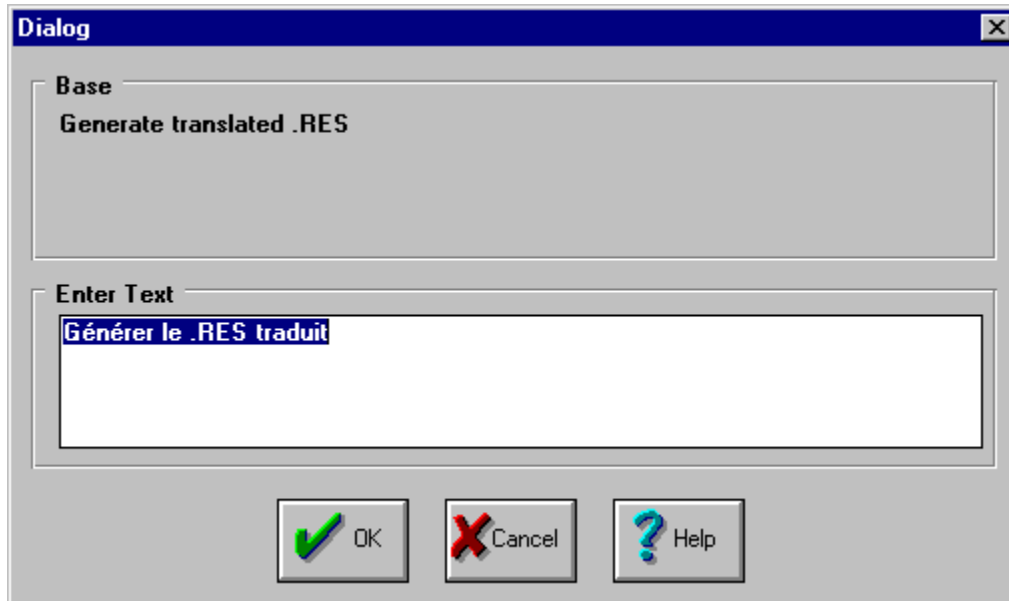 Dialog
Base
Generate translated .RES
Enter Text
Générer le .RES traduit
OK
Cancel
Help